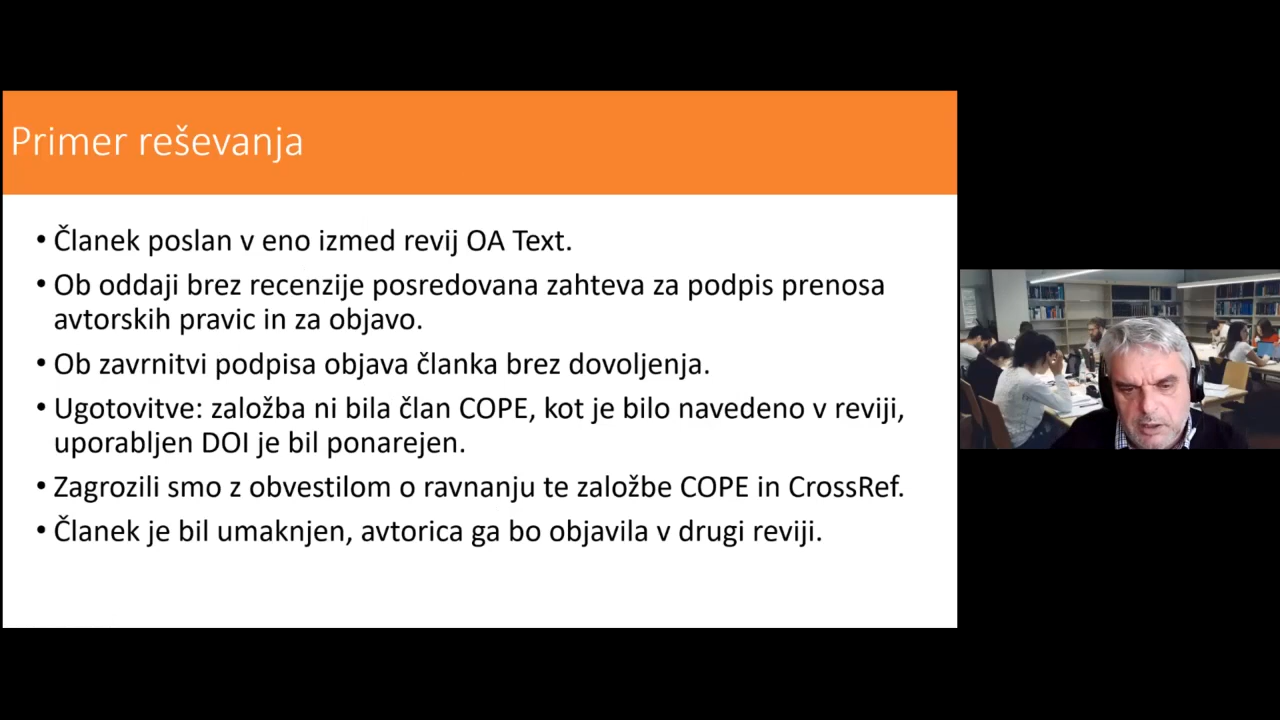 Primer reševanja
• Članek poslan v eno izmed revij OA Text.
• Ob oddaji brez recenzije posredovana zahteva za podpis prenosa
avtorskih pravic in za objavo.
• Ob zavrnitvi podpisa objava članka brez dovoljenja.
• Ugotovitve: založba ni bila član COPE, kot je bilo navedeno v reviji,
uporabljen DOI je bil ponarejen.
• Zagrozili smo z obvestilom o ravnanju te založbe COPE in CrossRef.
• Članek je bil umaknjen, avtorica ga bo objavila v drugi reviji.